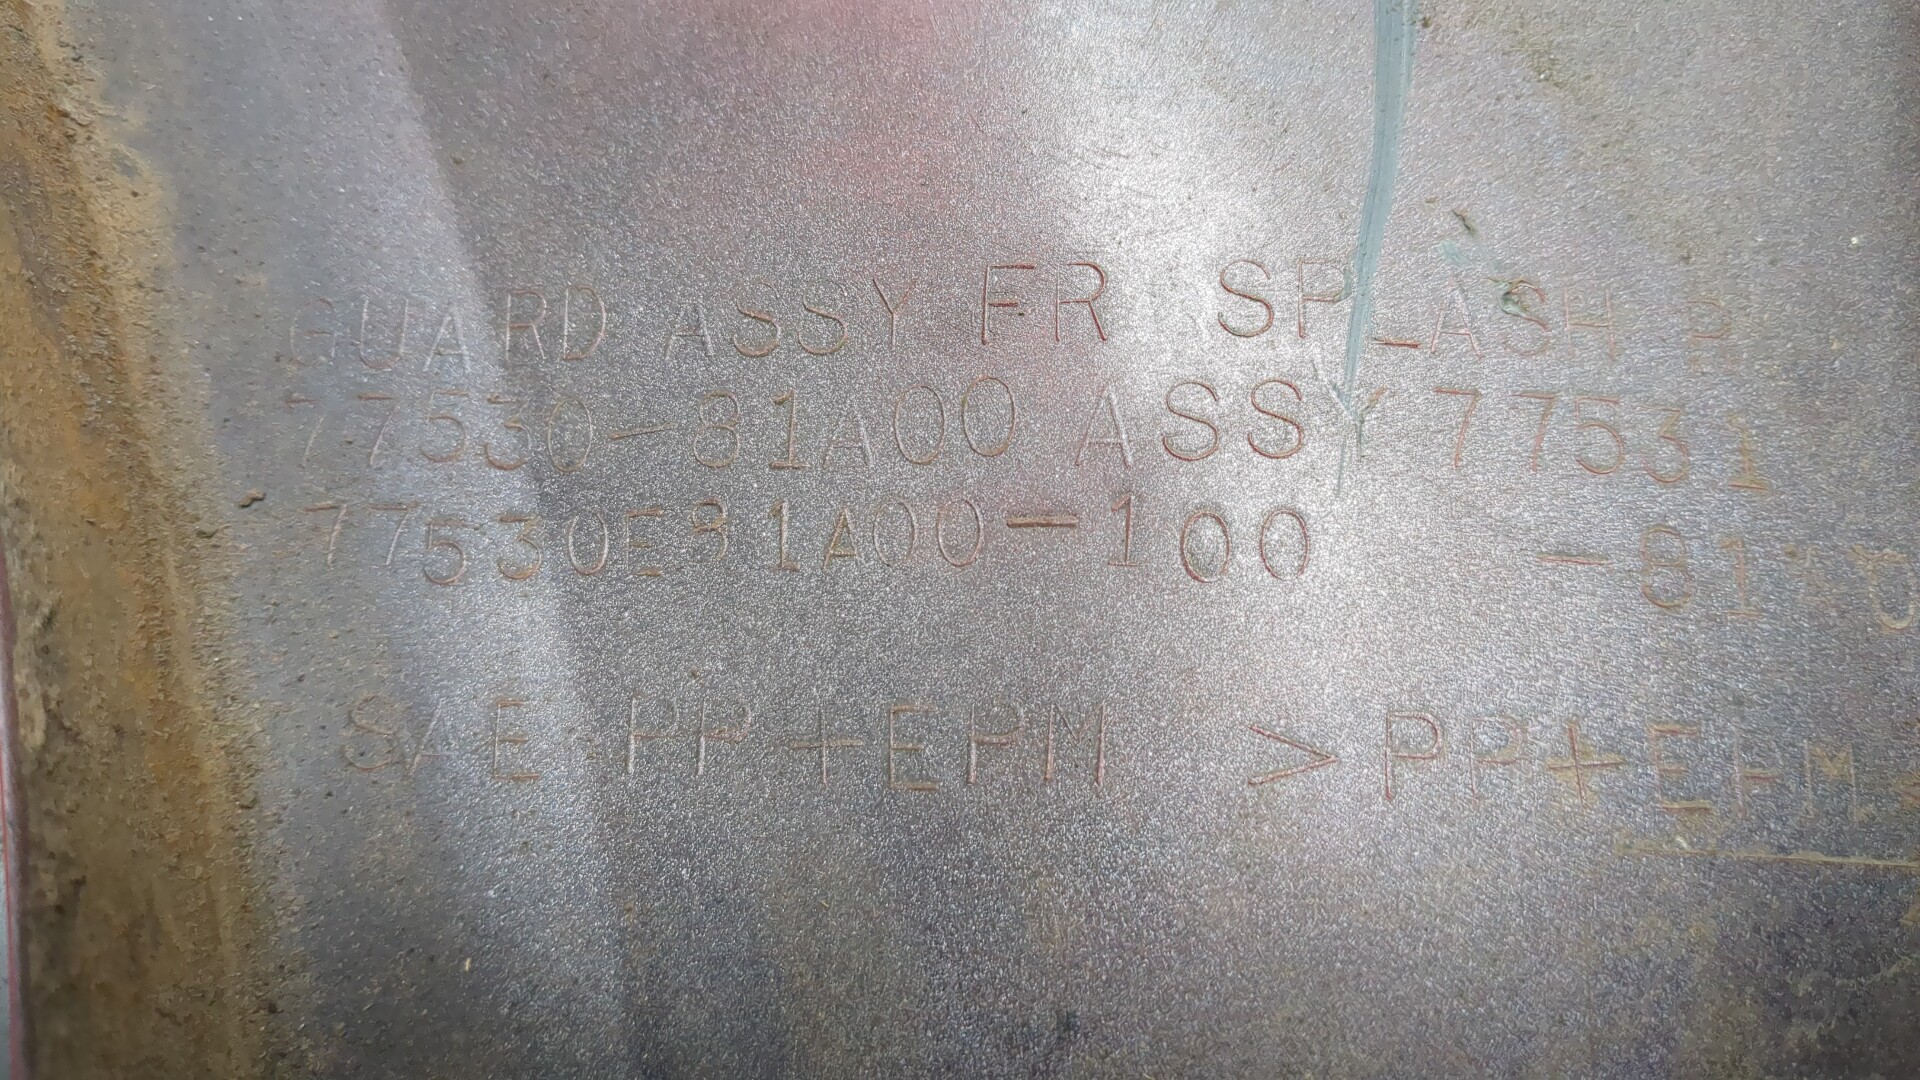 GUARD ASSY FR SPLASH R
77530-81A00 ASSY 77531
77530E81A00-100 -81
SAE PP+EPM >PP+EPM